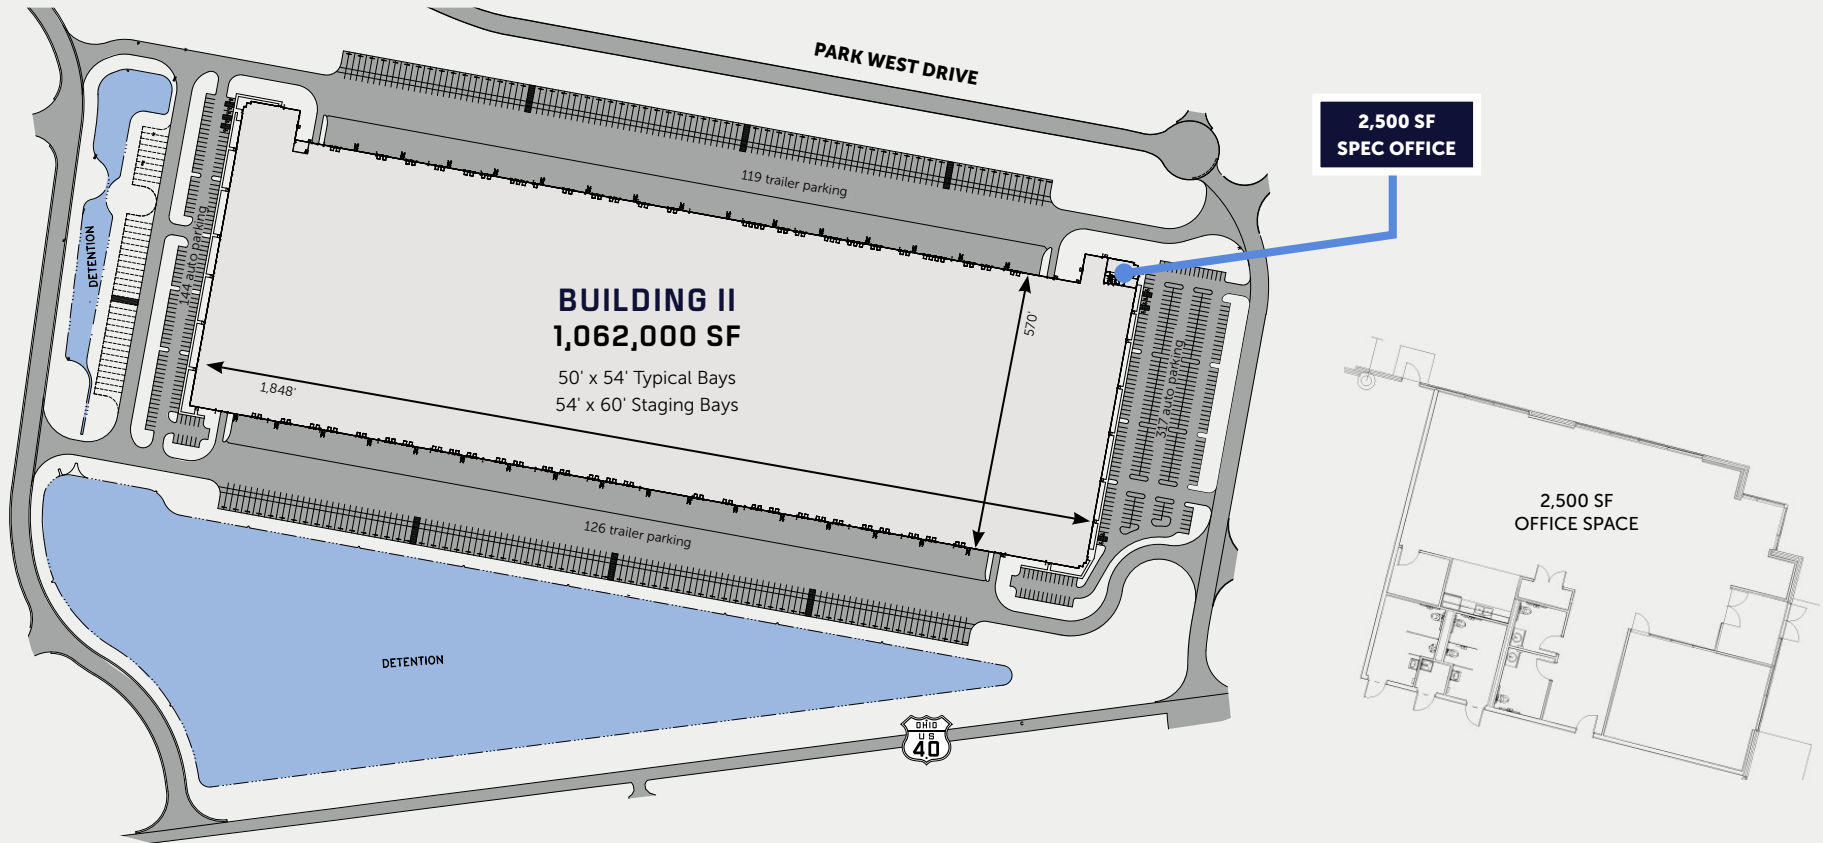 PARK WEST DRIVE
2,500 SF
SPEC OFFICE
119 trailer parking
144 auto parking
DETENTION
BUILDING II
1,062,000 SF
50' x 54' Typical Bays
54' x 60' Staging Bays
570'
1,848'
317 auto parking
126 trailer parking
DETENTION
OHIO
US
40
2,500 SF
OFFICE SPACE